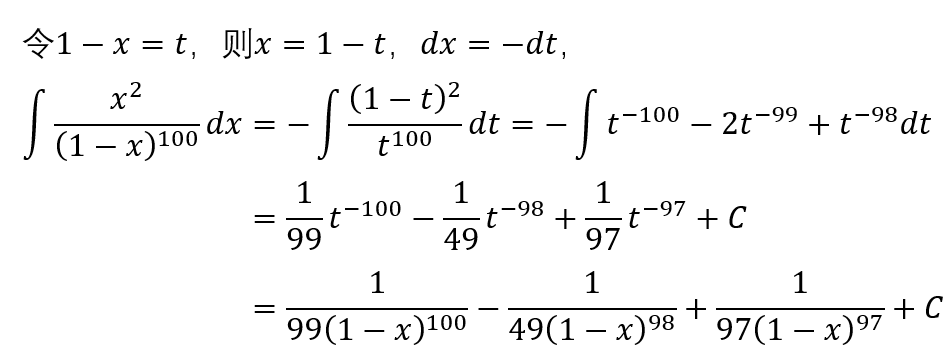 令1 − x = t, 则x = 1 − t, dx = −dt,
∫ x²/(1 − x)¹⁰⁰ dx = −∫ (1 − t)²/t¹⁰⁰ dt = −∫ t⁻¹⁰⁰ − 2t⁻⁹⁹ + t⁻⁹⁸dt
= 1/99 t⁻¹⁰⁰ − 1/49 t⁻⁹⁸ + 1/97 t⁻⁹⁷ + C
= 1/99(1 − x)¹⁰⁰ − 1/49(1 − x)⁹⁸ + 1/97(1 − x)⁹⁷ + C